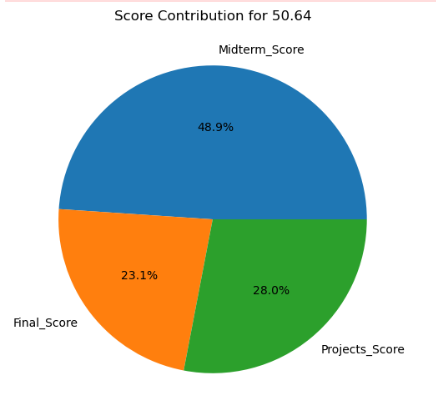 Score Contribution for 50.64
Midterm_Score
48.9%
23.1%
28.0%
Final_Score
Projects_Score